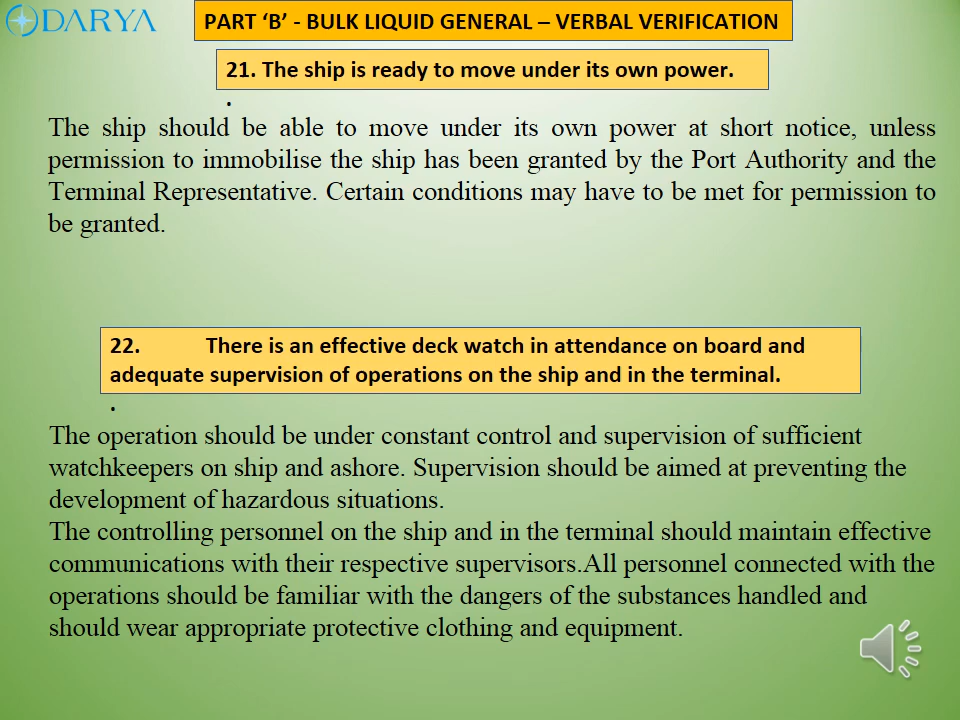 DARYA
PART ‘B’ - BULK LIQUID GENERAL – VERBAL VERIFICATION
21. The ship is ready to move under its own power.
.
The ship should be able to move under its own power at short notice, unless
permission to immobilise the ship has been granted by the Port Authority and the
Terminal Representative. Certain conditions may have to be met for permission to
be granted.
22. There is an effective deck watch in attendance on board and
adequate supervision of operations on the ship and in the terminal.
.
The operation should be under constant control and supervision of sufficient
watchkeepers on ship and ashore. Supervision should be aimed at preventing the
development of hazardous situations.
The controlling personnel on the ship and in the terminal should maintain effective
communications with their respective supervisors.All personnel connected with the
operations should be familiar with the dangers of the substances handled and
should wear appropriate protective clothing and equipment.